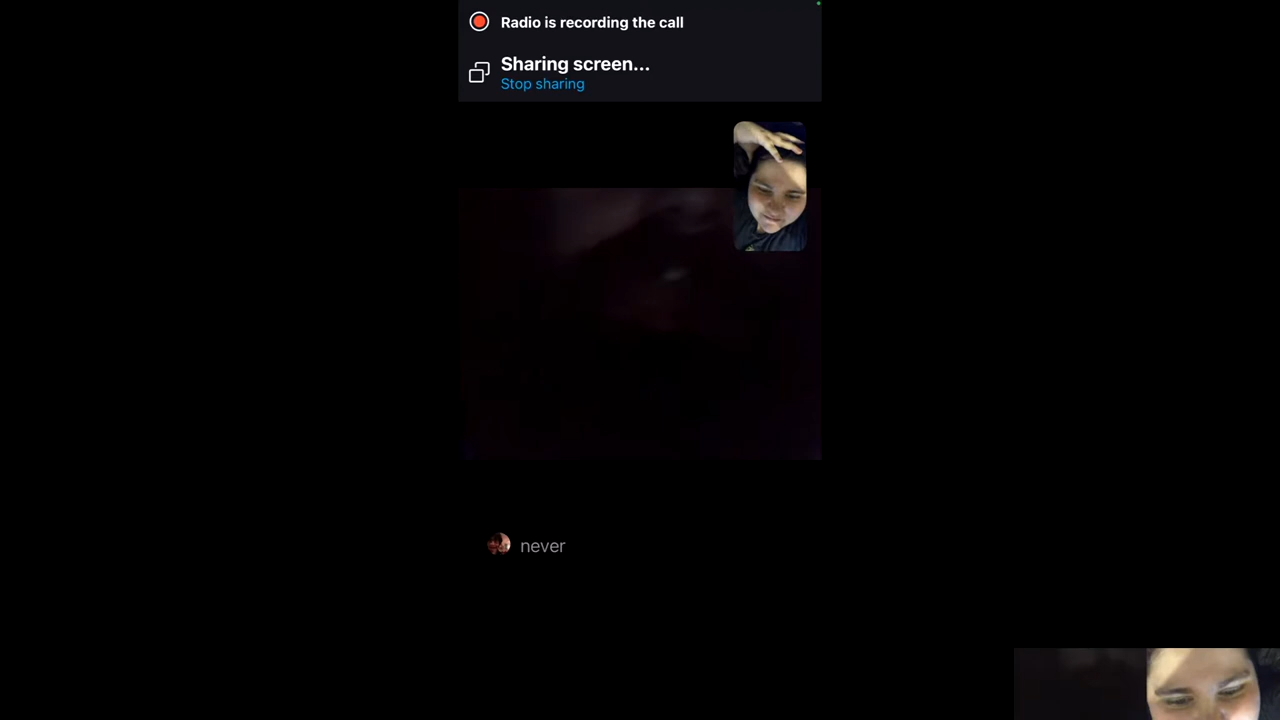 Radio is recording the call
Sharing screen...
Stop sharing
never